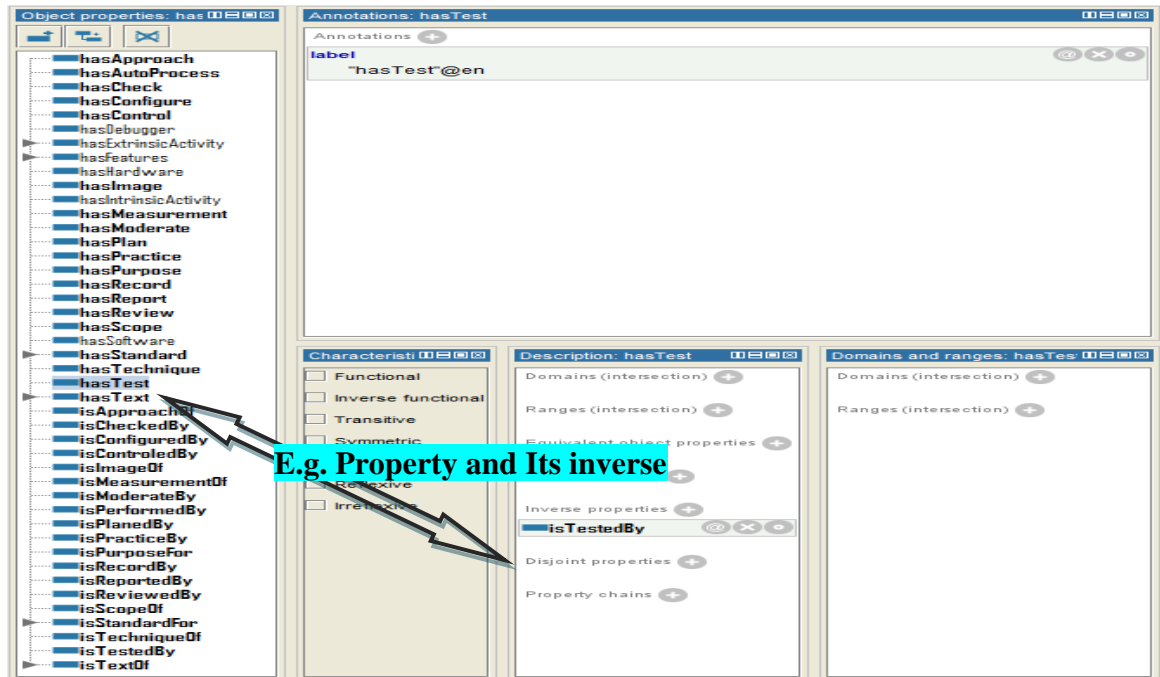 Object properties: has
hasApproach
hasAutoProcess
hasCheck
hasConfigure
hasControl
hasDebugger
hasExtrinsicActivity
hasFeatures
hasHardware
hasImage
hasIntrinsicActivity
hasMeasurement
hasModerate
hasPlan
hasPractice
hasPurpose
hasRecord
hasReport
hasReview
hasScope
hasSoftware
hasStandard
hasTechnique
hasTest
hasText
isApproachOf
isCheckedBy
isConfiguredBy
isControledBy
isImageOf
isMeasurementOf
isModerateBy
isPerformedBy
isPlanedBy
isPracticeBy
isPurposeFor
isRecordBy
isReportedBy
isReviewedBy
isScopeOf
isStandardFor
isTechniqueOf
isTestedBy
isTextOf
Annotations: hasTest
Annotations
label
"hasTest"@en
Characteristi
Functional
Inverse functional
Transitive
Symmetric
Reflexive
Irreflexive
E.g. Property and Its inverse
Description: hasTest
Domains (intersection)
Ranges (intersection)
Equivalent object properties
Inverse properties
isTestedBy
Disjoint properties
Property chains
Domains and ranges: hasTes
Domains (intersection)
Ranges (intersection)